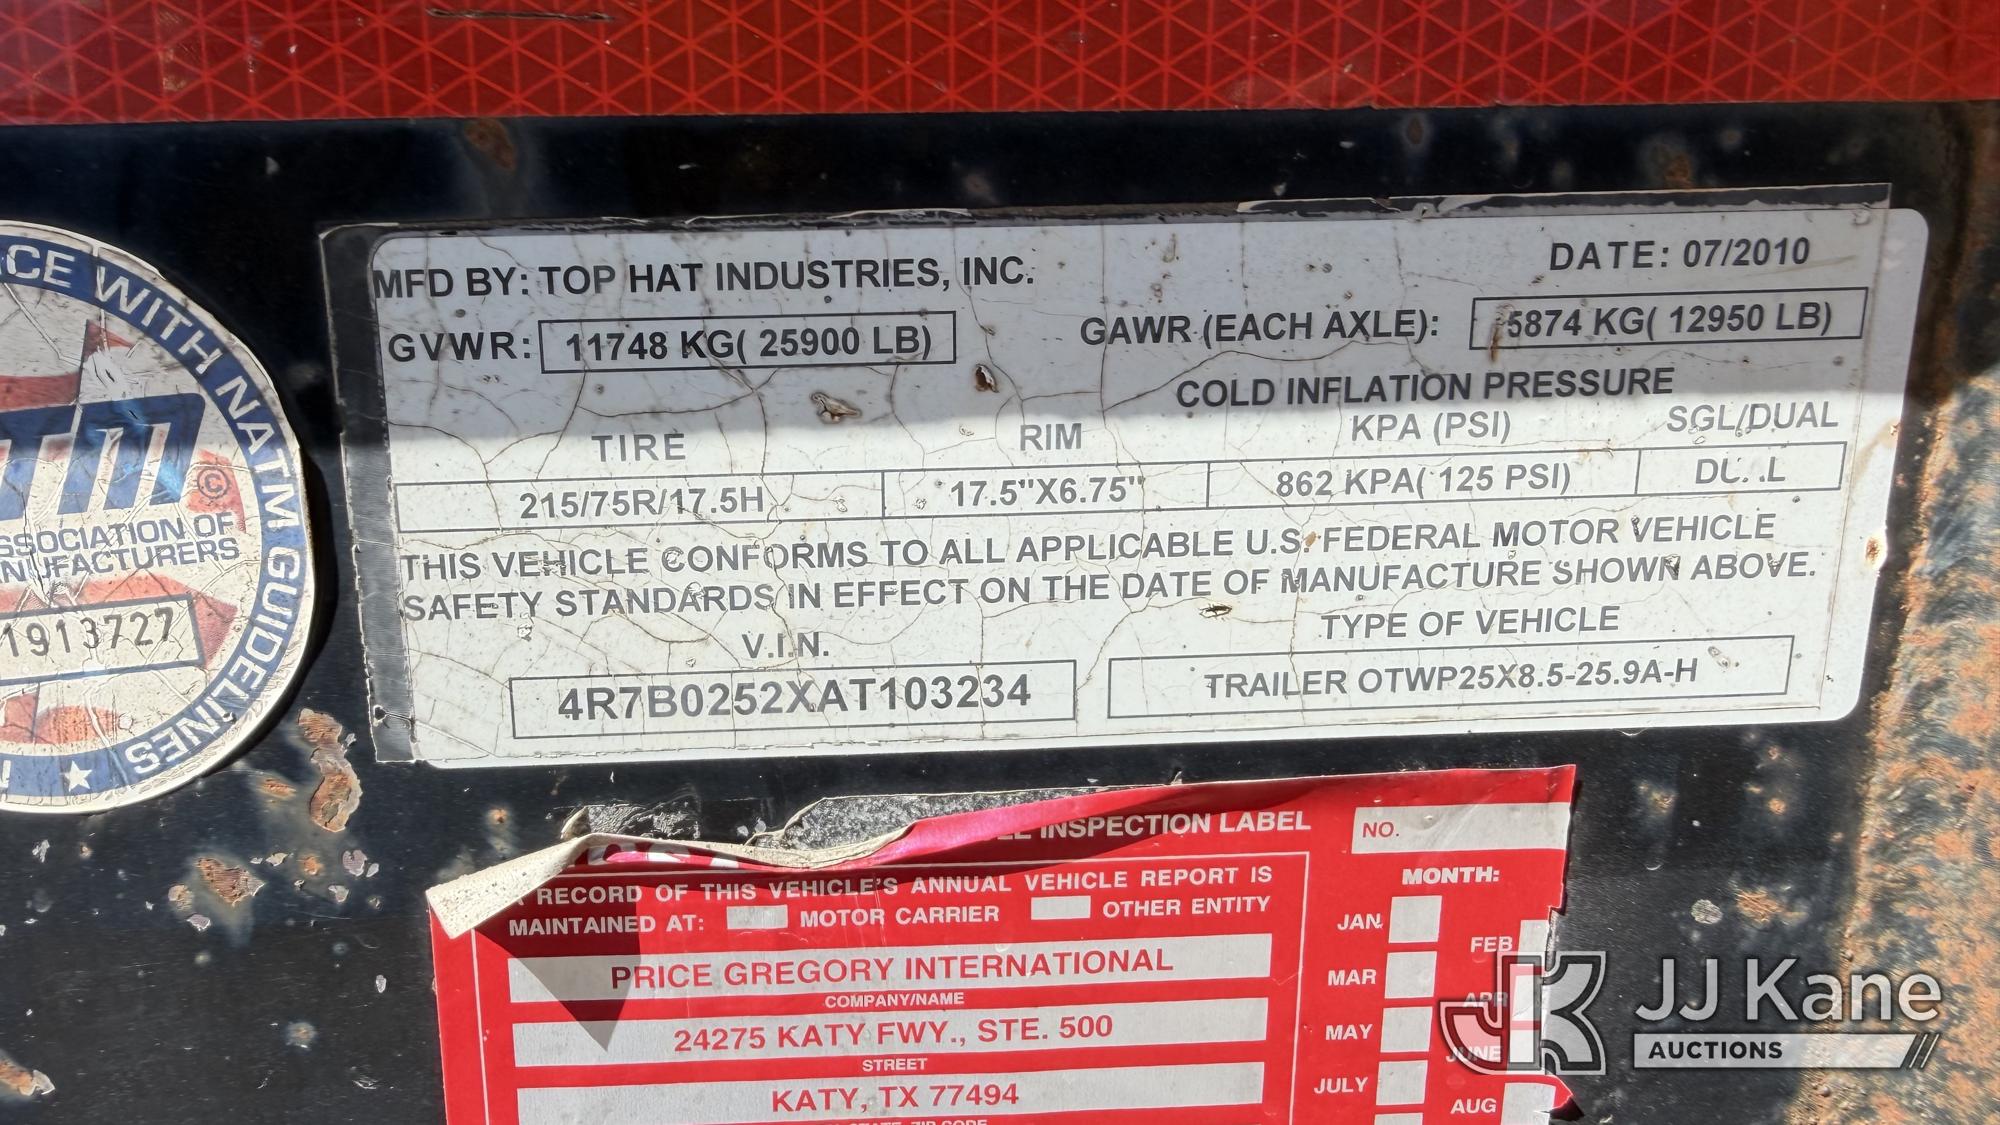 MFD BY: TOP HAT INDUSTRIES, INC.
DATE: 07/2010
GVWR: 11748 KG( 25900 LB)
GAWR (EACH AXLE): 5874 KG( 12950 LB)
COLD INFLATION PRESSURE
TIRE RIM KPA (PSI) SGL/DUAL
215/75R/17.5H 17.5"X6.75" 862 KPA( 125 PSI)
THIS VEHICLE CONFORMS TO ALL APPLICABLE U.S. FEDERAL MOTOR VEHICLE
SAFETY STANDARDS IN EFFECT ON THE DATE OF MANUFACTURE SHOWN ABOVE.
V.I.N. TYPE OF VEHICLE
4R7B0252XAT103234 TRAILER OTWP25X8.5-25.9A-H
WITH NATM GUIDELINES
©
OF
1913727
INSPECTION LABEL
NO.
RECORD OF THIS VEHICLE'S ANNUAL VEHICLE REPORT IS
MAINTAINED AT: MOTOR CARRIER OTHER ENTITY
PRICE GREGORY INTERNATIONAL
COMPANY/NAME
24275 KATY FWY., STE. 500
STREET
KATY, TX 77494
MONTH:
JAN
FEB
MAR
APR
MAY
JUNE
JULY
AUG
JJ Kane
AUCTIONS